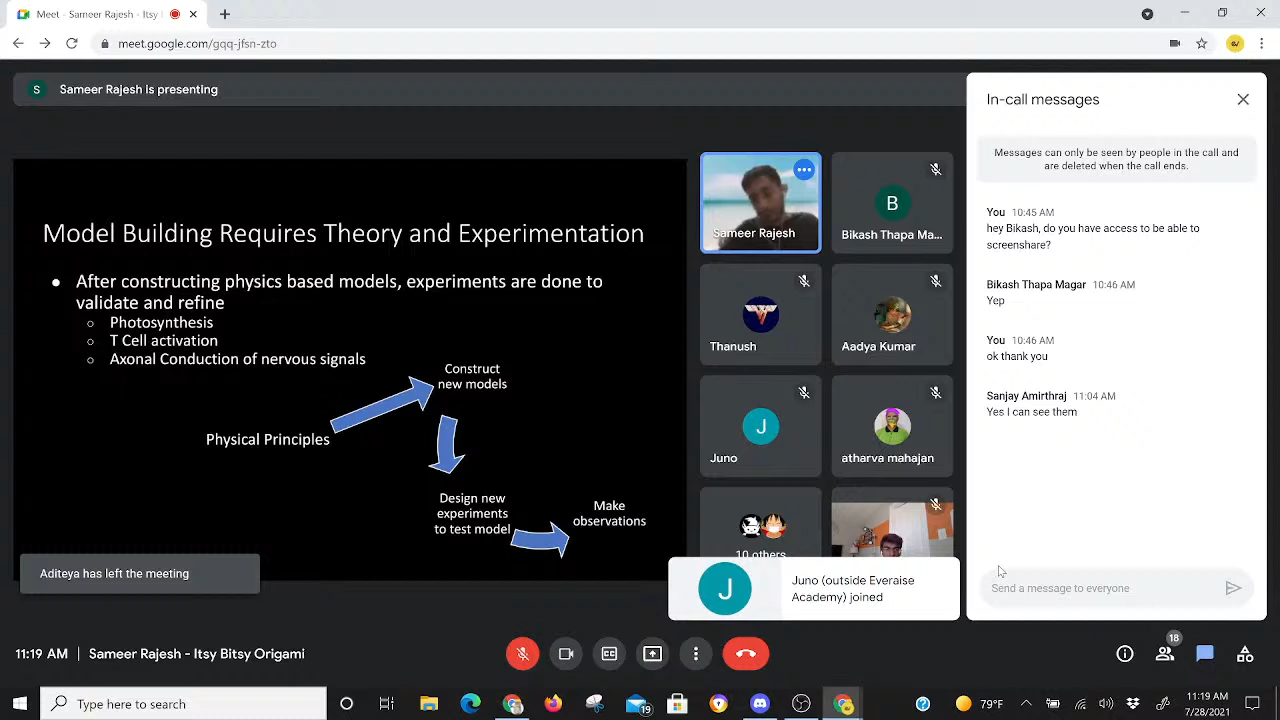 Meet - Sameer Rajesh - Itsy
meet.google.com/gqq-jfsn-zto
S
Sameer Rajesh is presenting
Model Building Requires Theory and Experimentation
● After constructing physics based models, experiments are done to
validate and refine
○ Photosynthesis
○ T Cell activation
○ Axonal Conduction of nervous signals
Construct
new models
Physical Principles
Design new
experiments
to test model
Make
observations
Aditeya has left the meeting
Sameer Rajesh
B
Bikash Thapa Ma...
Thanush
Aadya Kumar
J
Juno
atharva mahajan
10 others
J
Juno (outside Everaise
Academy) joined
In-call messages
Messages can only be seen by people in the call and
are deleted when the call ends.
You 10:45 AM
hey Bikash, do you have access to be able to
screenshare?
Bikash Thapa Magar 10:46 AM
Yep
You 10:46 AM
ok thank you
Sanjay Amirthraj 11:04 AM
Yes I can see them
Send a message to everyone
11:19 AM | Sameer Rajesh - Itsy Bitsy Origami
18
Type here to search
19
79°F
11:19 AM
7/28/2021